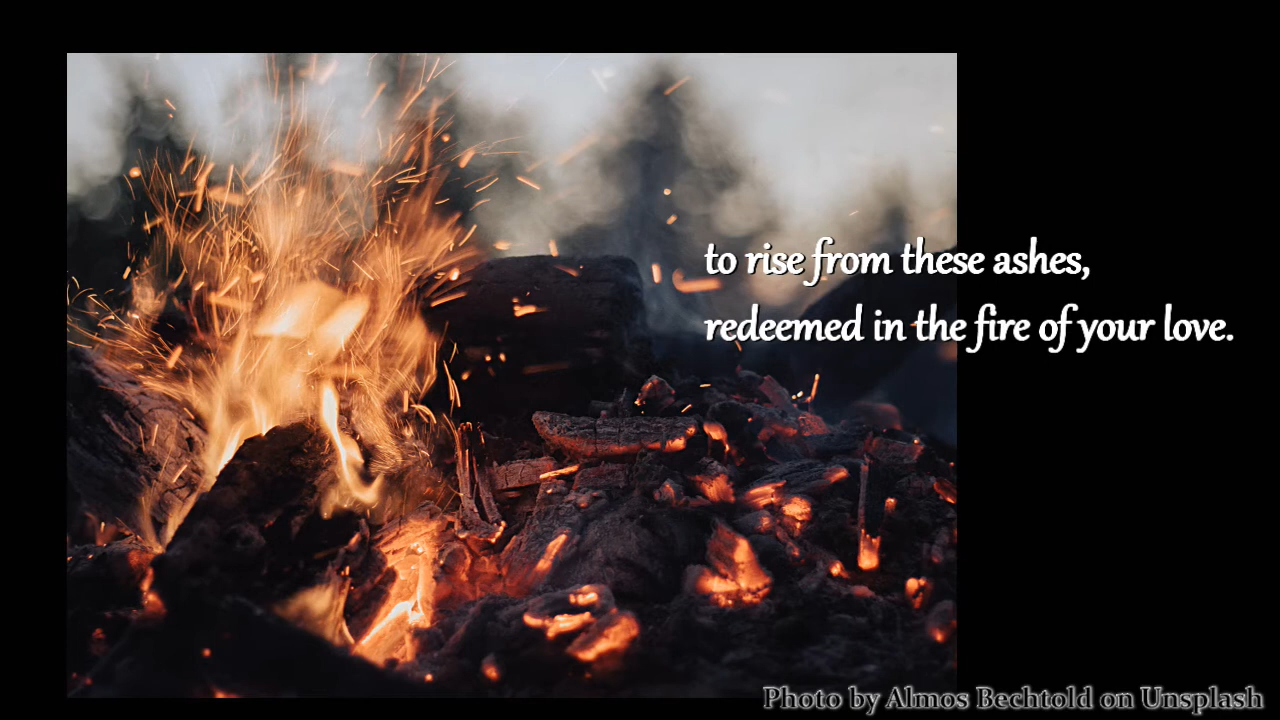 to rise from these ashes,
redeemed in the fire of your love.
Photo by Almos Bechtold on Unsplash